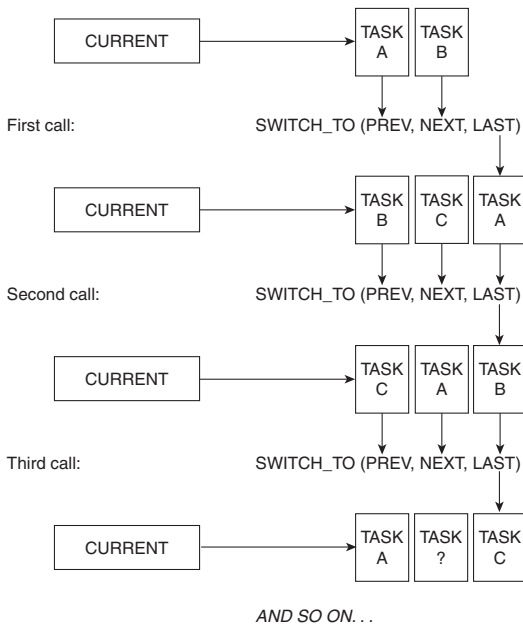 CURRENT
TASK A
TASK B
First call:
SWITCH_TO (PREV, NEXT, LAST)
CURRENT
TASK B
TASK C
TASK A
Second call:
SWITCH_TO (PREV, NEXT, LAST)
CURRENT
TASK C
TASK A
TASK B
Third call:
SWITCH_TO (PREV, NEXT, LAST)
CURRENT
TASK A
TASK ?
TASK C
AND SO ON. . .